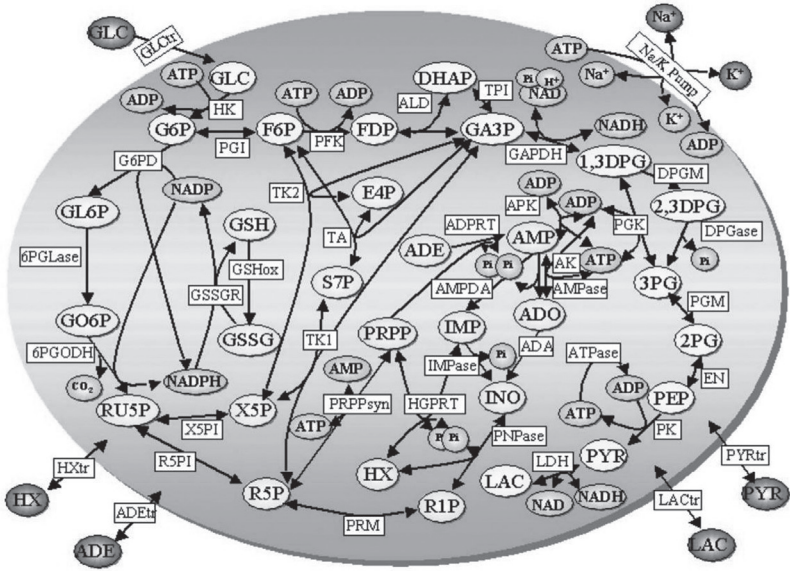 GLC
GLCtr
ATP
GLC
ADP
HK
G6P
PGI
F6P
ATP
ADP
PFK
FDP
ALD
DHAP
TPI
GA3P
Pi
H⁺
NAD
NADH
GAPDH
ATP
Na⁺
Na⁺
Na/K Pump
K⁺
K⁺
ADP
1,3DPG
DPGM
2,3DPG
DPGase
Pi
PGK
3PG
PGM
2PG
EN
PEP
PK
ATPase
ADP
ATP
PYR
LDH
LAC
NAD
NADH
PYRtr
PYR
LACtr
LAC
G6PD
NADP
GL6P
6PGLase
GO6P
6PGODH
CO₂
NADPH
RU5P
GSH
GSHox
GSSGR
GSSG
TK2
E4P
TA
S7P
TK1
X5P
X5PI
R5PI
R5P
ADE
ADPRT
AMP
APK
ADP
ADP
ATP
AK
AMPase
Pi
Pi
AMPDA
IMP
ADO
ADA
PRPP
IMPase
Pi
INO
AMP
ATP
PRPPsyn
HGPRT
Pi
Pi
PNPase
HX
R1P
PRM
HXtr
HX
ADEtr
ADE